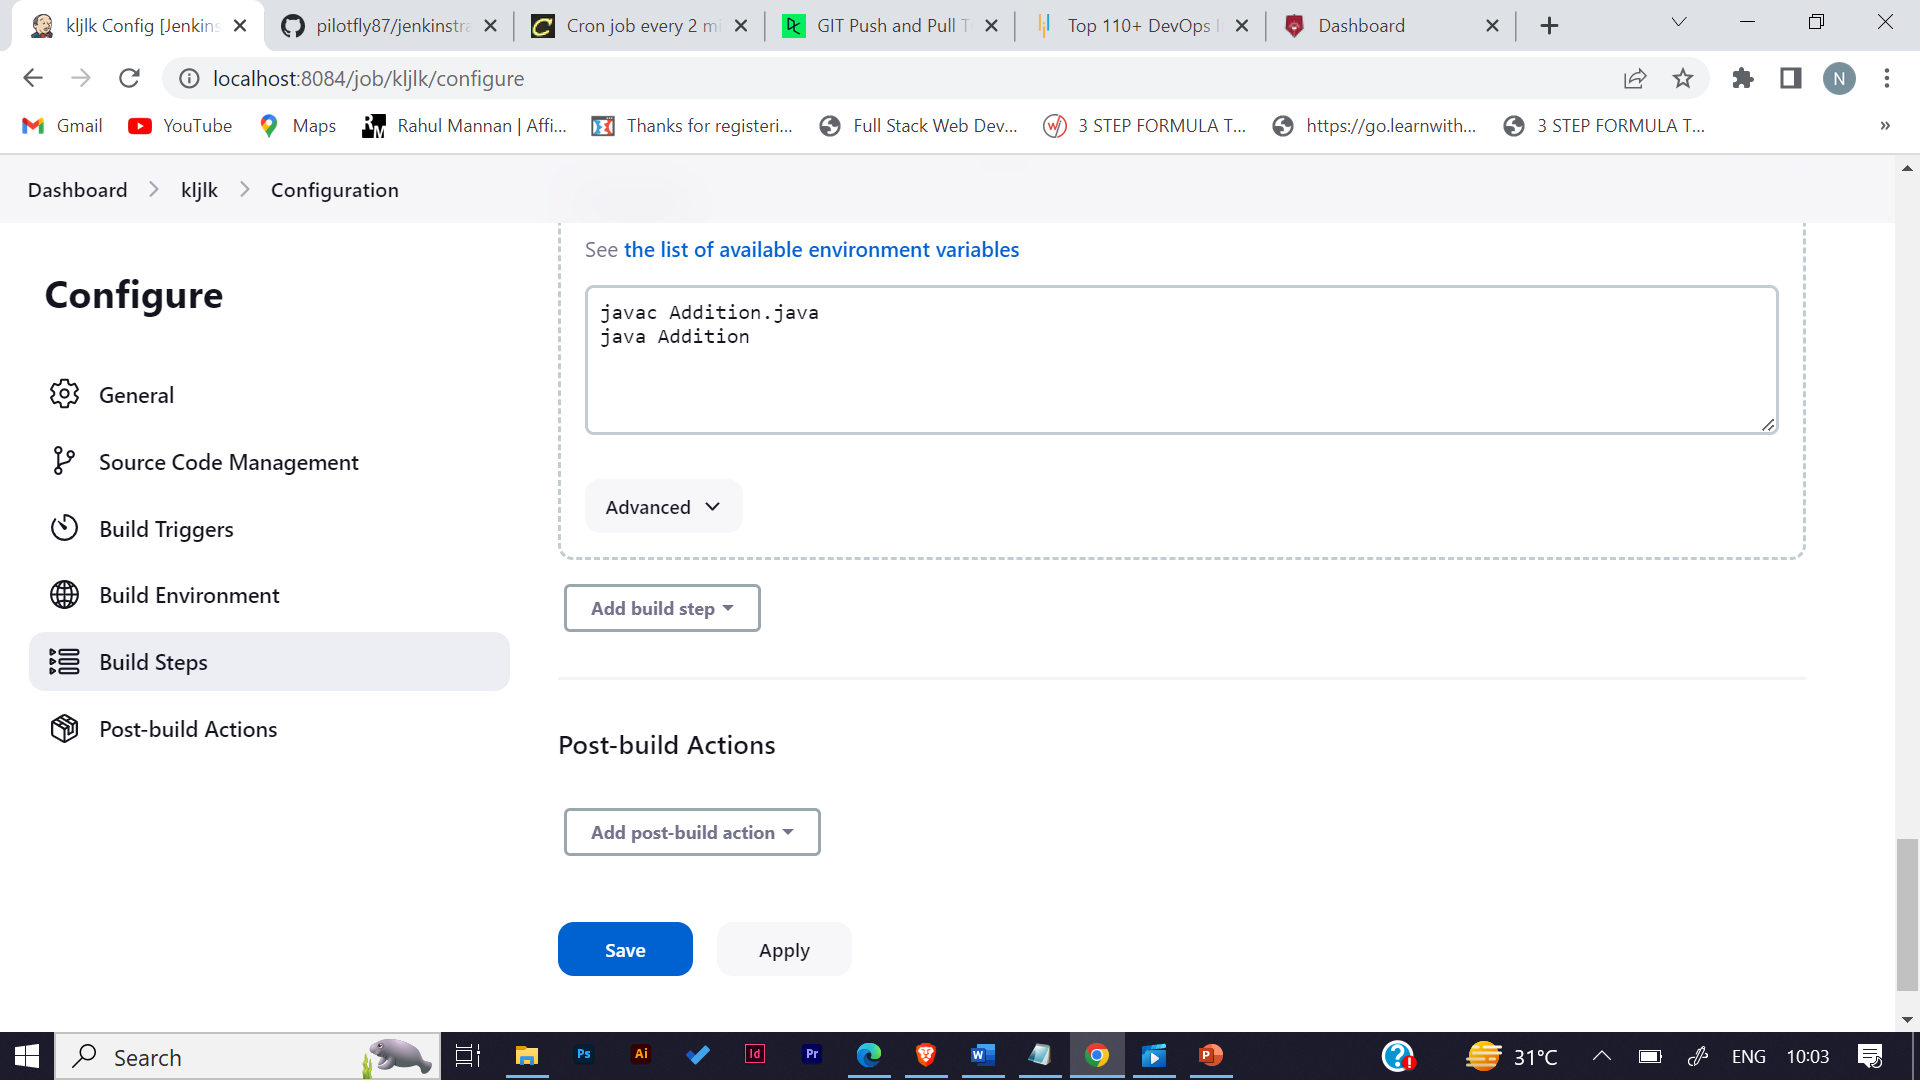 kljlk Config [Jenkins
pilotfly87/jenkinstra
Cron job every 2 mi
GIT Push and Pull T
Top 110+ DevOps I
Dashboard
localhost:8084/job/kljlk/configure
N
Gmail
YouTube
Maps
Rahul Mannan | Affi...
Thanks for registeri...
Full Stack Web Dev...
3 STEP FORMULA T...
https://go.learnwith...
3 STEP FORMULA T...
»
Dashboard > kljlk > Configuration
Configure
General
Source Code Management
Build Triggers
Build Environment
Build Steps
Post-build Actions
See the list of available environment variables
javac Addition.java
java Addition
Advanced
Add build step
Post-build Actions
Add post-build action
Save
Apply
Search
Ps
Ai
Id
Pr
31°C
ENG
10:03